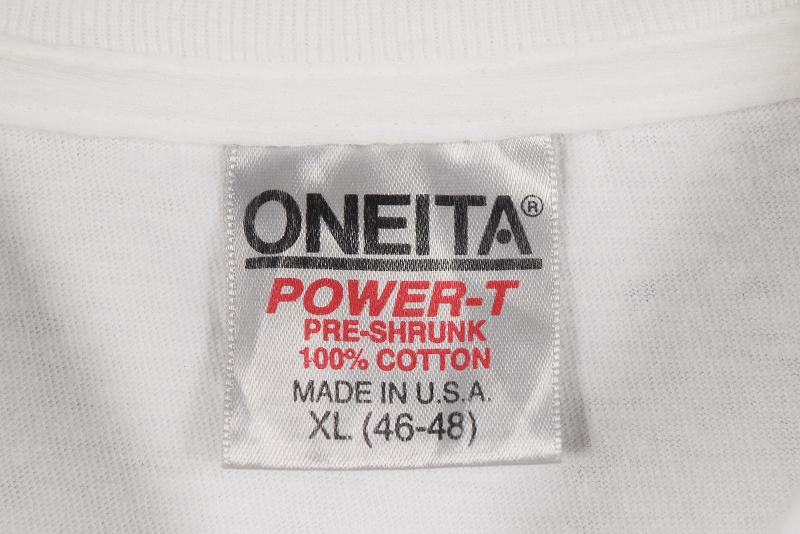 ONEITA®
POWER-T
PRE-SHRUNK
100% COTTON
MADE IN U.S.A.
XL (46-48)